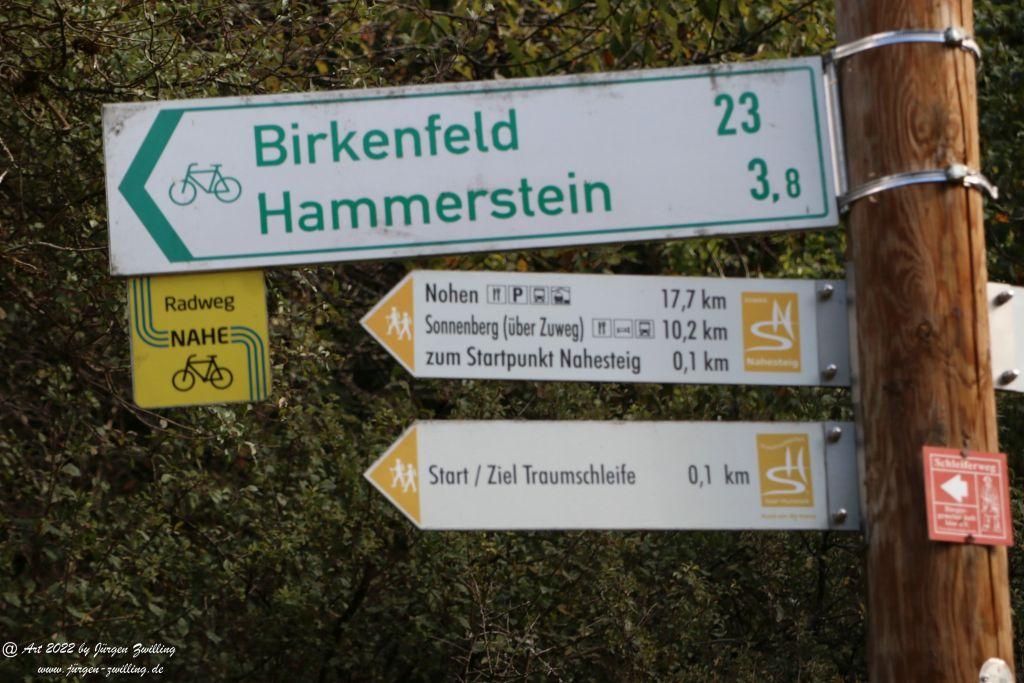 Birkenfeld 23
Hammerstein 3,8
Radweg
NAHE
Nohen P 17,7 km
Sonnenberg (über Zuweg) 10,2 km
zum Startpunkt Nahesteig 0,1 km
Nahesteig
Start / Ziel Traumschleife 0,1 km
Schleiferweg
@ Art 2022 by Jürgen Zwilling
www.jürgen-zwilling.de